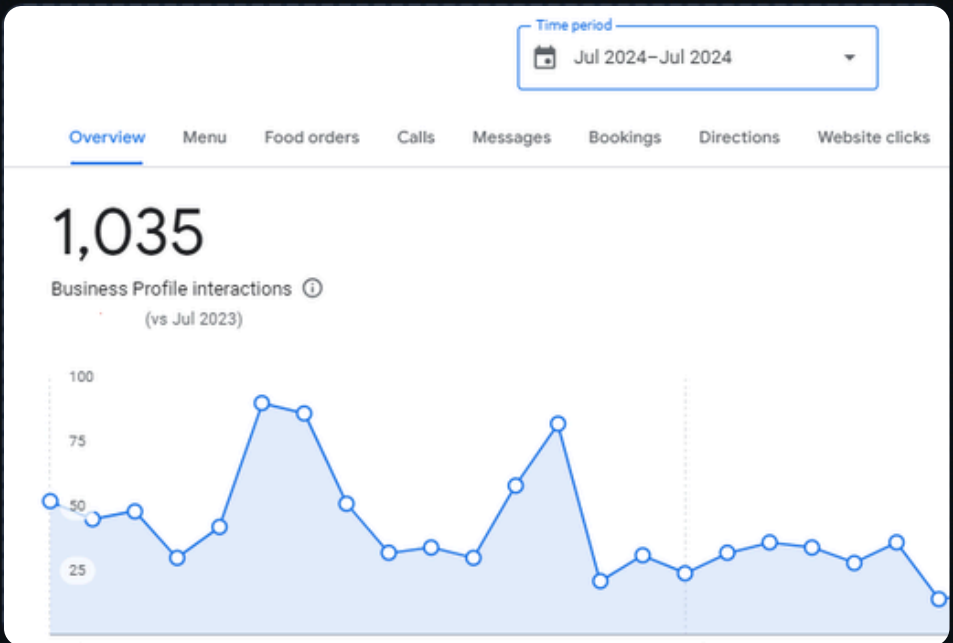 Time period
Jul 2024–Jul 2024
Overview Menu Food orders Calls Messages Bookings Directions Website clicks
1,035
Business Profile interactions
(vs Jul 2023)
100
75
50
25